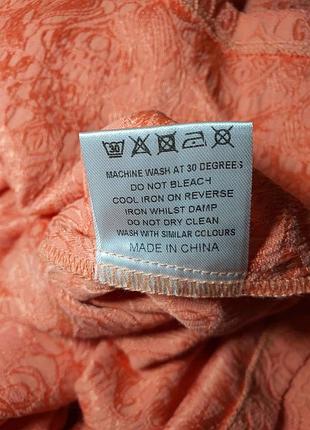 30
MACHINE WASH AT 30 DEGREES
DO NOT BLEACH
COOL IRON ON REVERSE
IRON WHILST DAMP
DO NOT DRY CLEAN
WASH WITH SIMILAR COLOURS
MADE IN CHINA